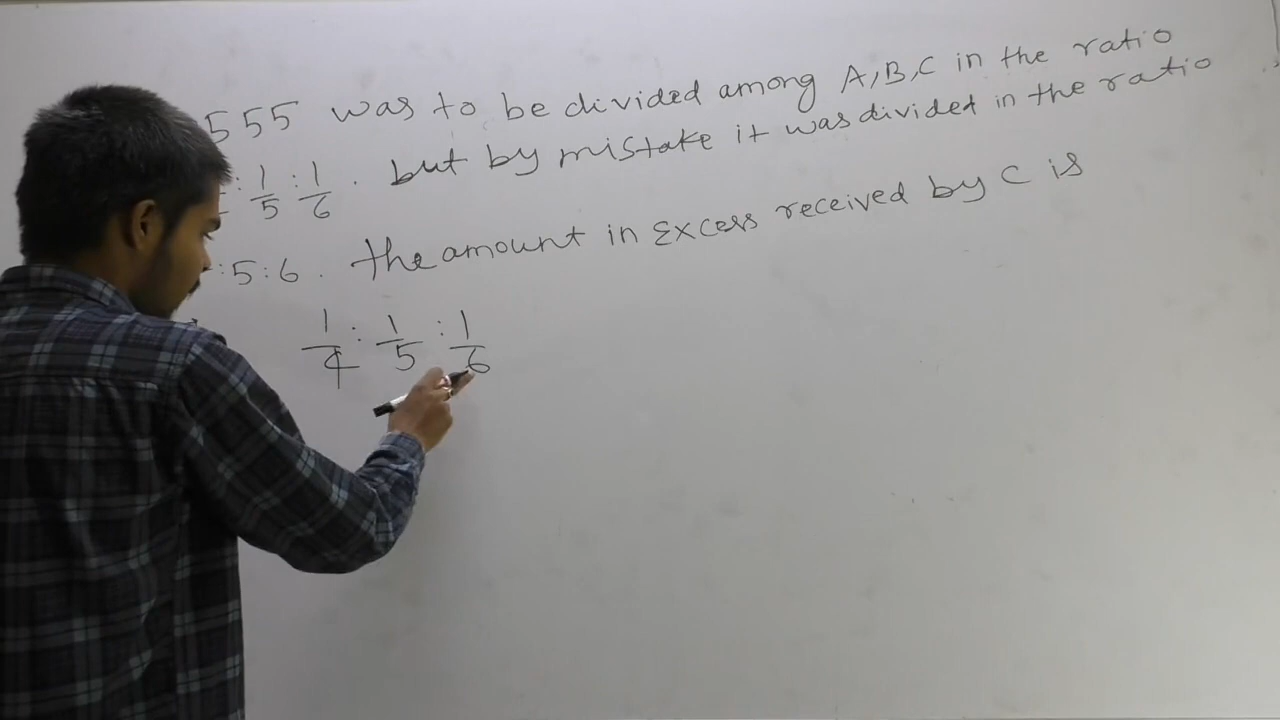 555 was to be divided among A,B,C in the ratio
: 1/5 : 1/6 . but by mistake it was divided in the ratio
: 5 : 6 . The amount in Excess received by C is
1/4 : 1/5 : 1/6